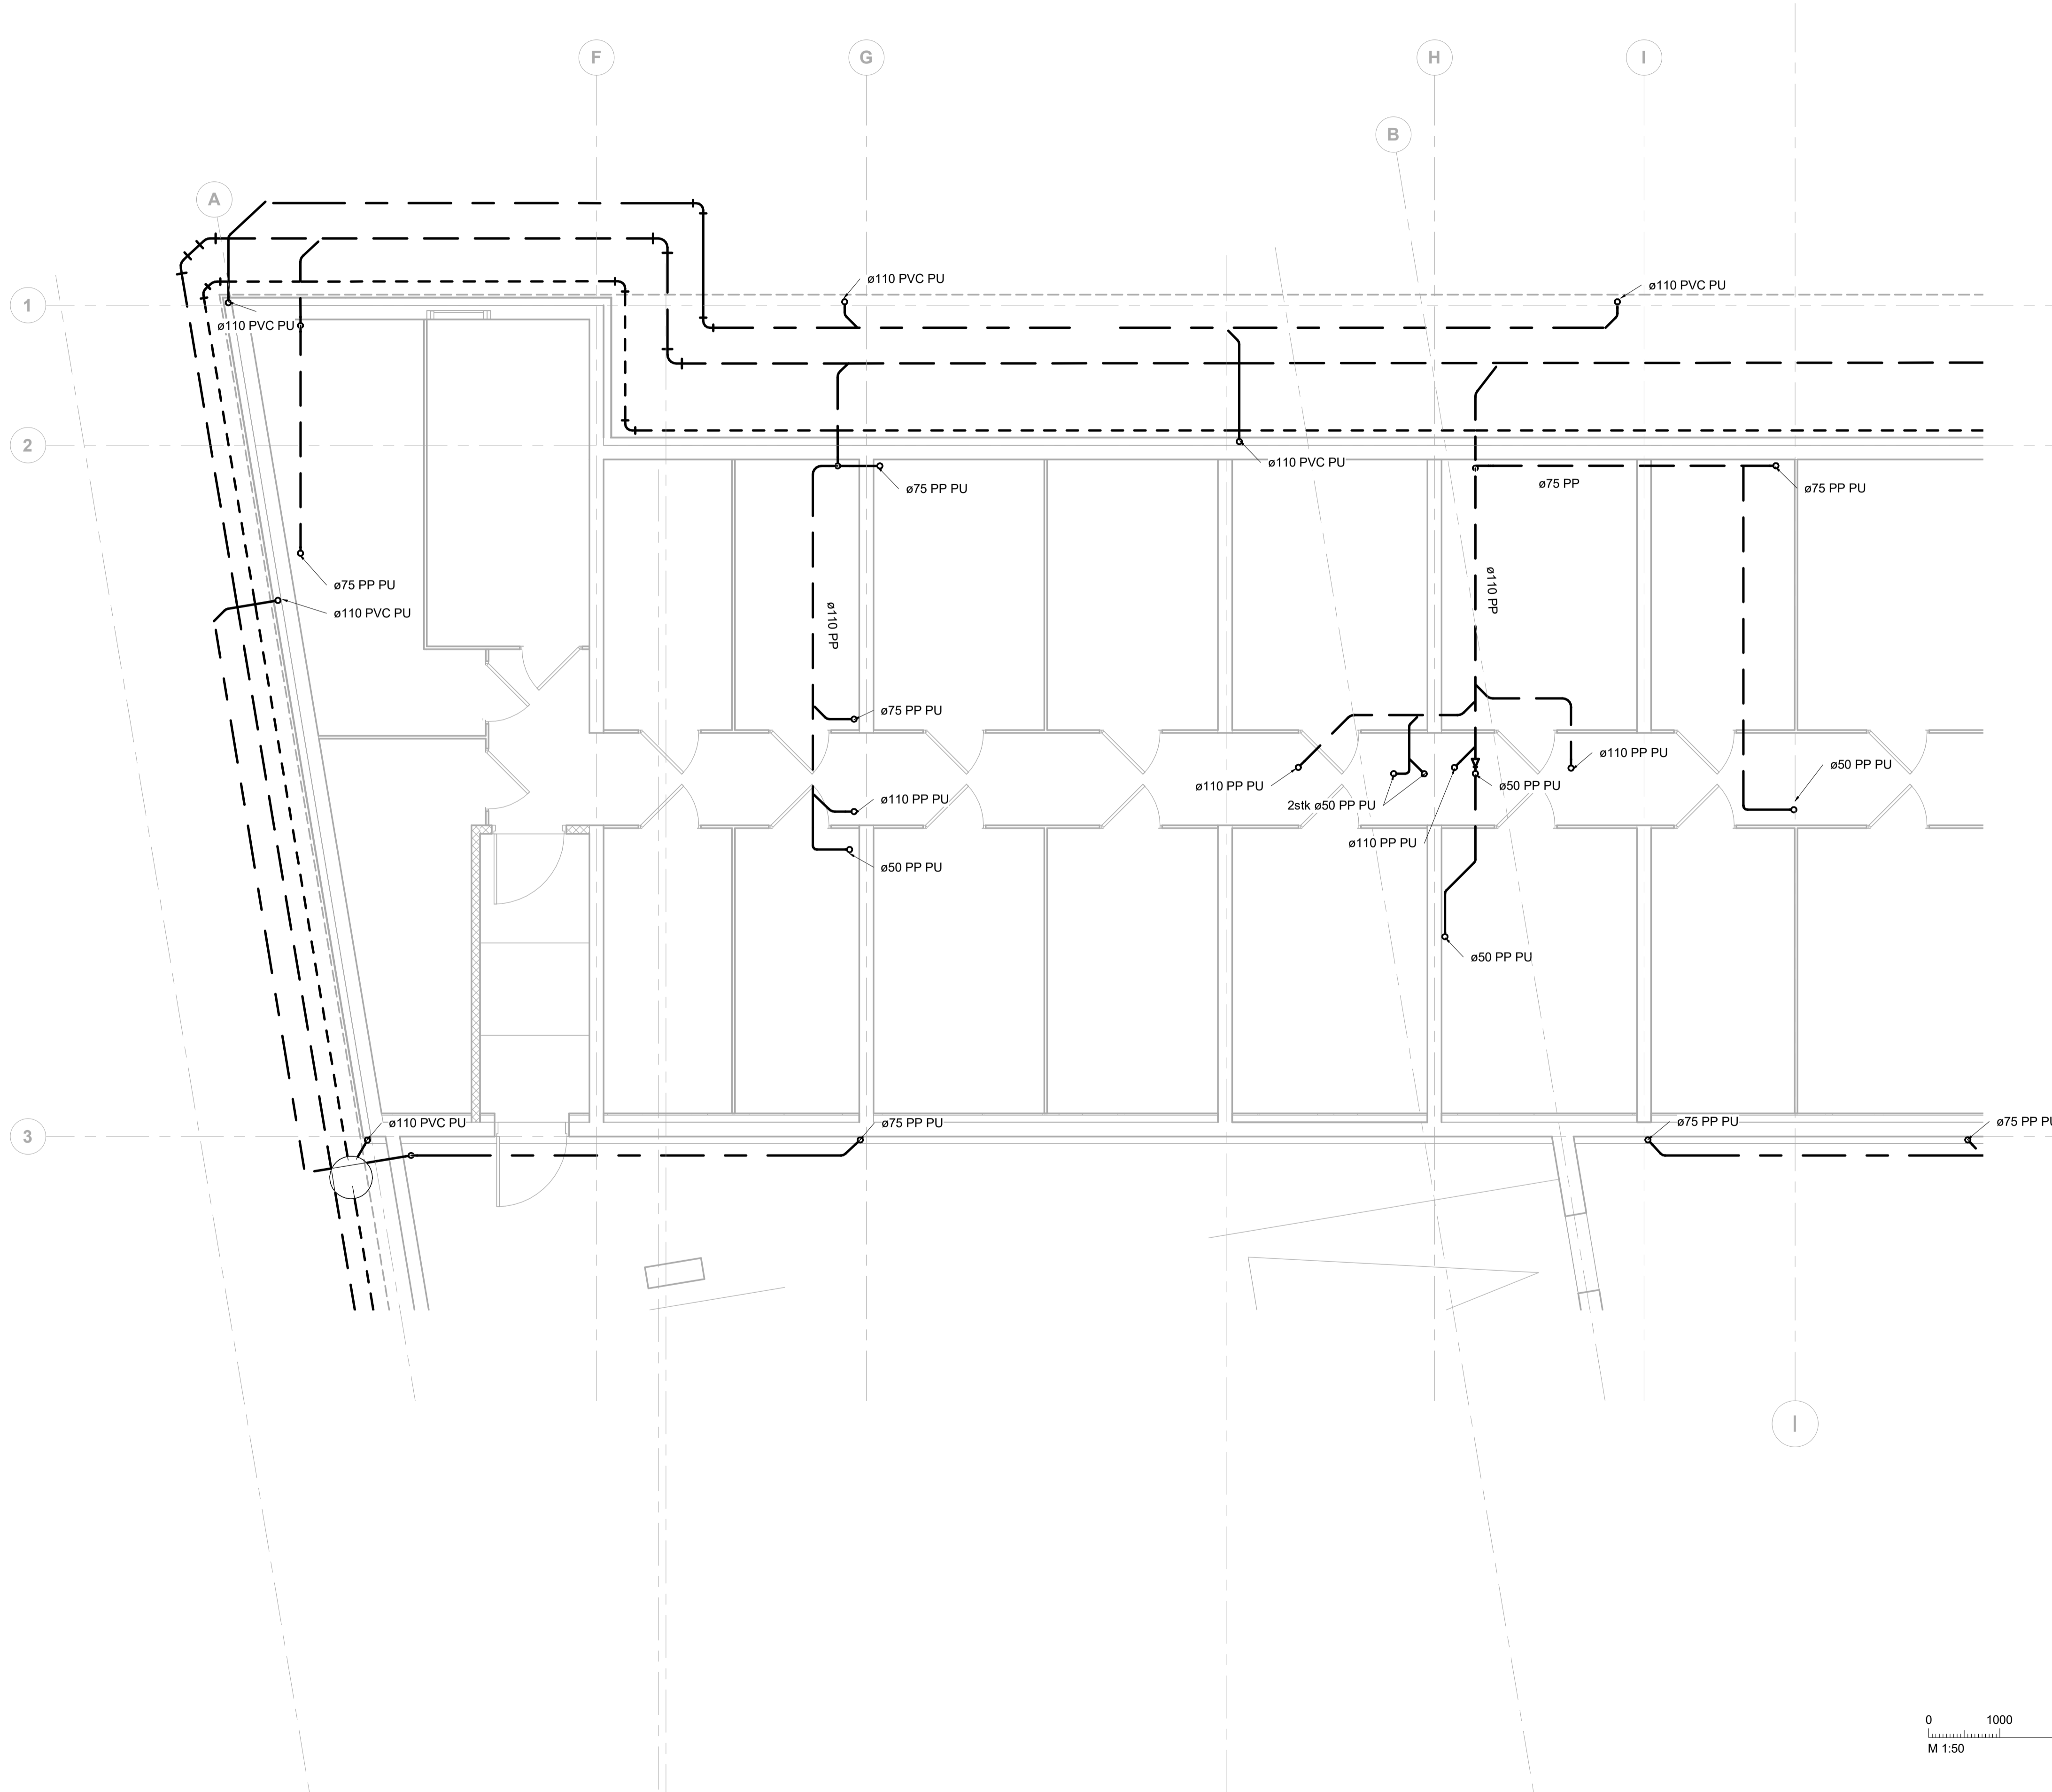 F
G
H
I
B
A
ø110 PVC PU
ø110 PVC PU
1
ø110 PVC PU
2
ø110 PVC PU
ø75 PP PU
ø75 PP
ø75 PP PU
ø75 PP PU
ø110 PVC PU
ø110 PP
ø110 PP
ø75 PP PU
ø110 PP PU
ø50 PP PU
ø110 PP PU
ø50 PP PU
ø110 PP PU
2stk ø50 PP PU
ø110 PP PU
ø50 PP PU
ø50 PP PU
3
ø110 PVC PU
ø75 PP PU
ø75 PP PU
ø75 PP PU
I
0 1000
M 1:50